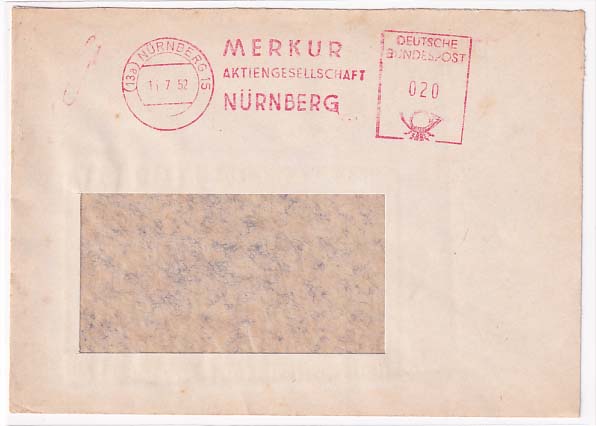 (13a) NÜRNBERG 15
11 7 52
MERKUR
AKTIENGESELLSCHAFT
NÜRNBERG
DEUTSCHE
BUNDESPOST
020